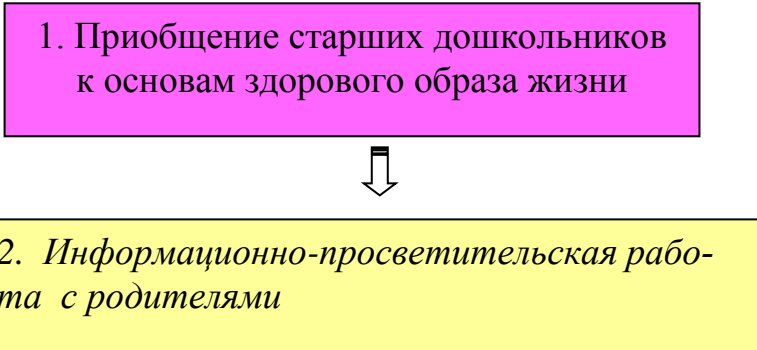 1. Приобщение старших дошкольников
к основам здорового образа жизни
2. Информационно-просветительская рабо-
та с родителями